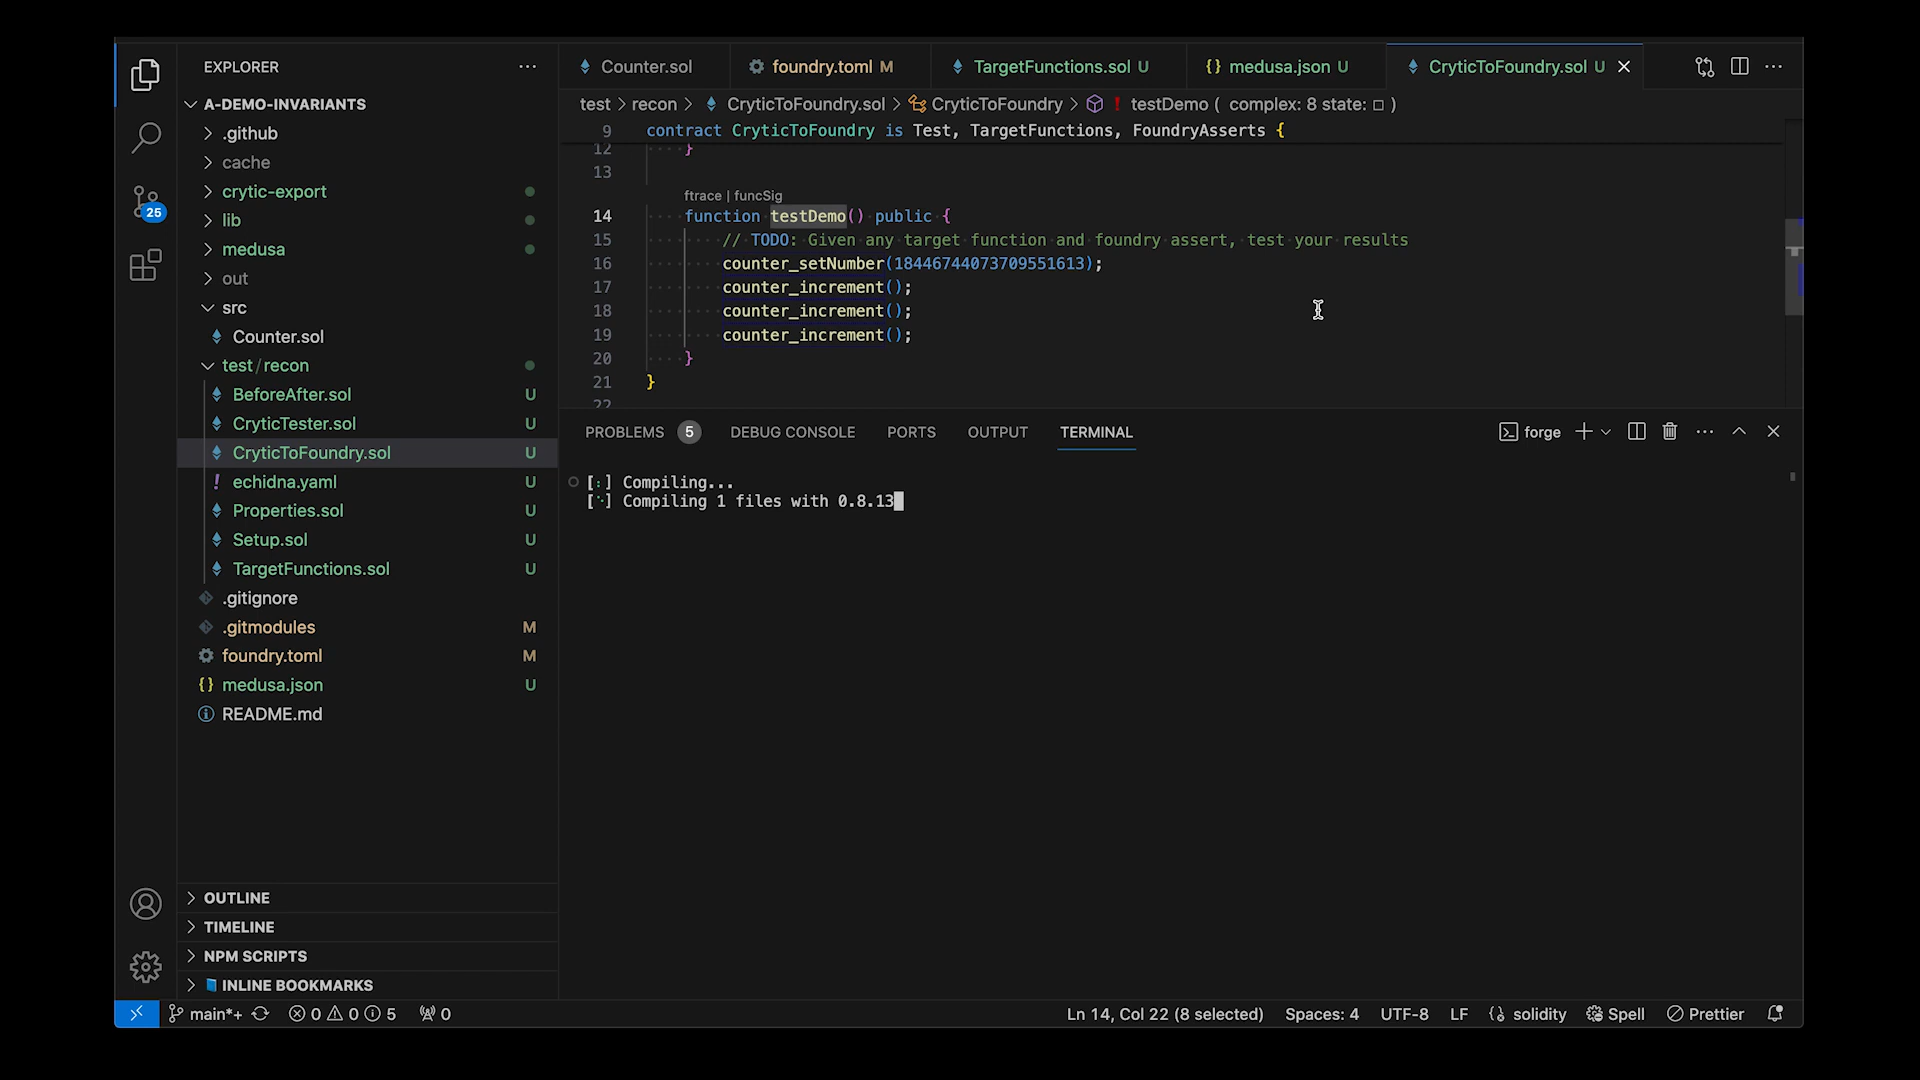 EXPLORER
A-DEMO-INVARIANTS
.github
cache
crytic-export
lib
medusa
out
src
Counter.sol
test/recon
BeforeAfter.sol U
CryticTester.sol U
CryticToFoundry.sol U
echidna.yaml U
Properties.sol U
Setup.sol U
TargetFunctions.sol U
.gitignore
.gitmodules M
foundry.toml M
medusa.json U
README.md
OUTLINE
TIMELINE
NPM SCRIPTS
INLINE BOOKMARKS
25
Counter.sol
foundry.toml M
TargetFunctions.sol U
{} medusa.json U
CryticToFoundry.sol U
test > recon > CryticToFoundry.sol > CryticToFoundry > ! testDemo ( complex: 8 state: □ )
9 contract CryticToFoundry is Test, TargetFunctions, FoundryAsserts {
12 }
13
ftrace | funcSig
14 function testDemo() public {
15 // TODO: Given any target function and foundry assert, test your results
16 counter_setNumber(18446744073709551613);
17 counter_increment();
18 counter_increment();
19 counter_increment();
20 }
21 }
22
PROBLEMS 5 DEBUG CONSOLE PORTS OUTPUT TERMINAL
forge
[:] Compiling...
[⠑] Compiling 1 files with 0.8.13
main*+ 0 0 5 0
Ln 14, Col 22 (8 selected) Spaces: 4 UTF-8 LF solidity Spell Prettier